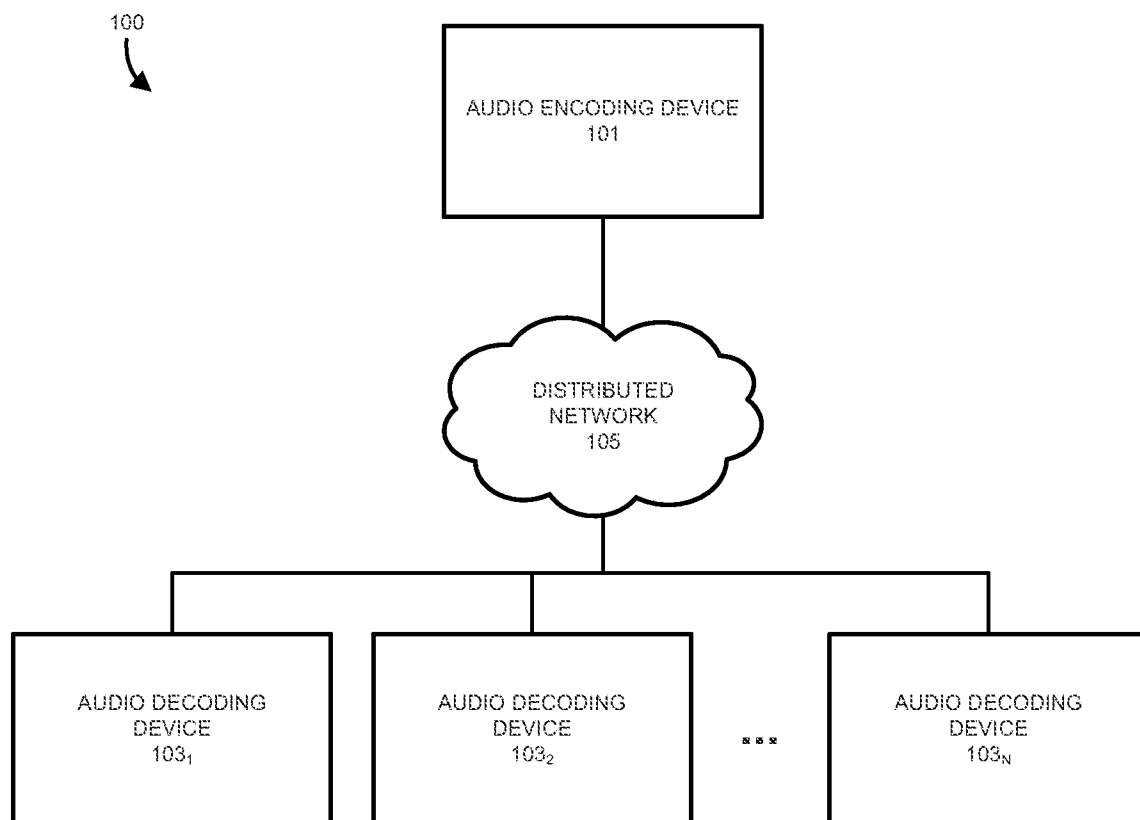 100
AUDIO ENCODING DEVICE
101
DISTRIBUTED
NETWORK
105
AUDIO DECODING
DEVICE
103₁
AUDIO DECODING
DEVICE
103₂
...
AUDIO DECODING
DEVICE
103ₙ